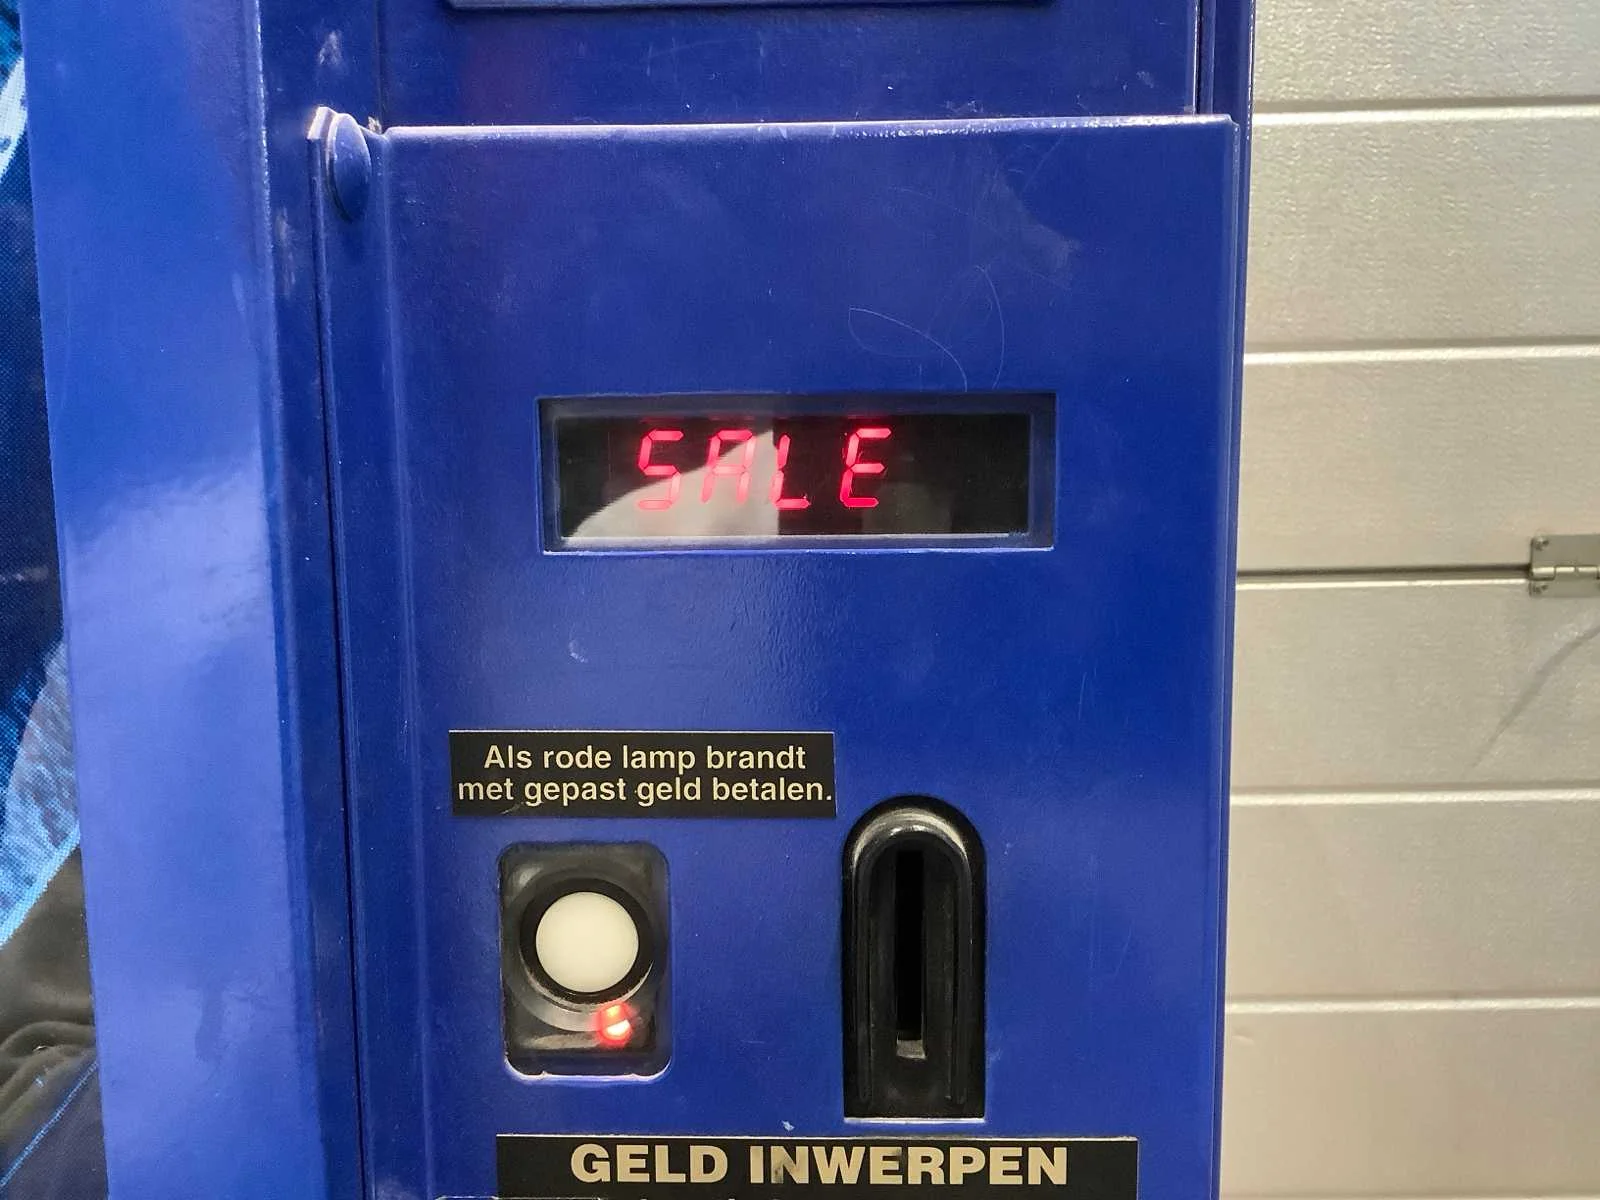 SALE
Als rode lamp brandt
met gepast geld betalen.
GELD INWERPEN